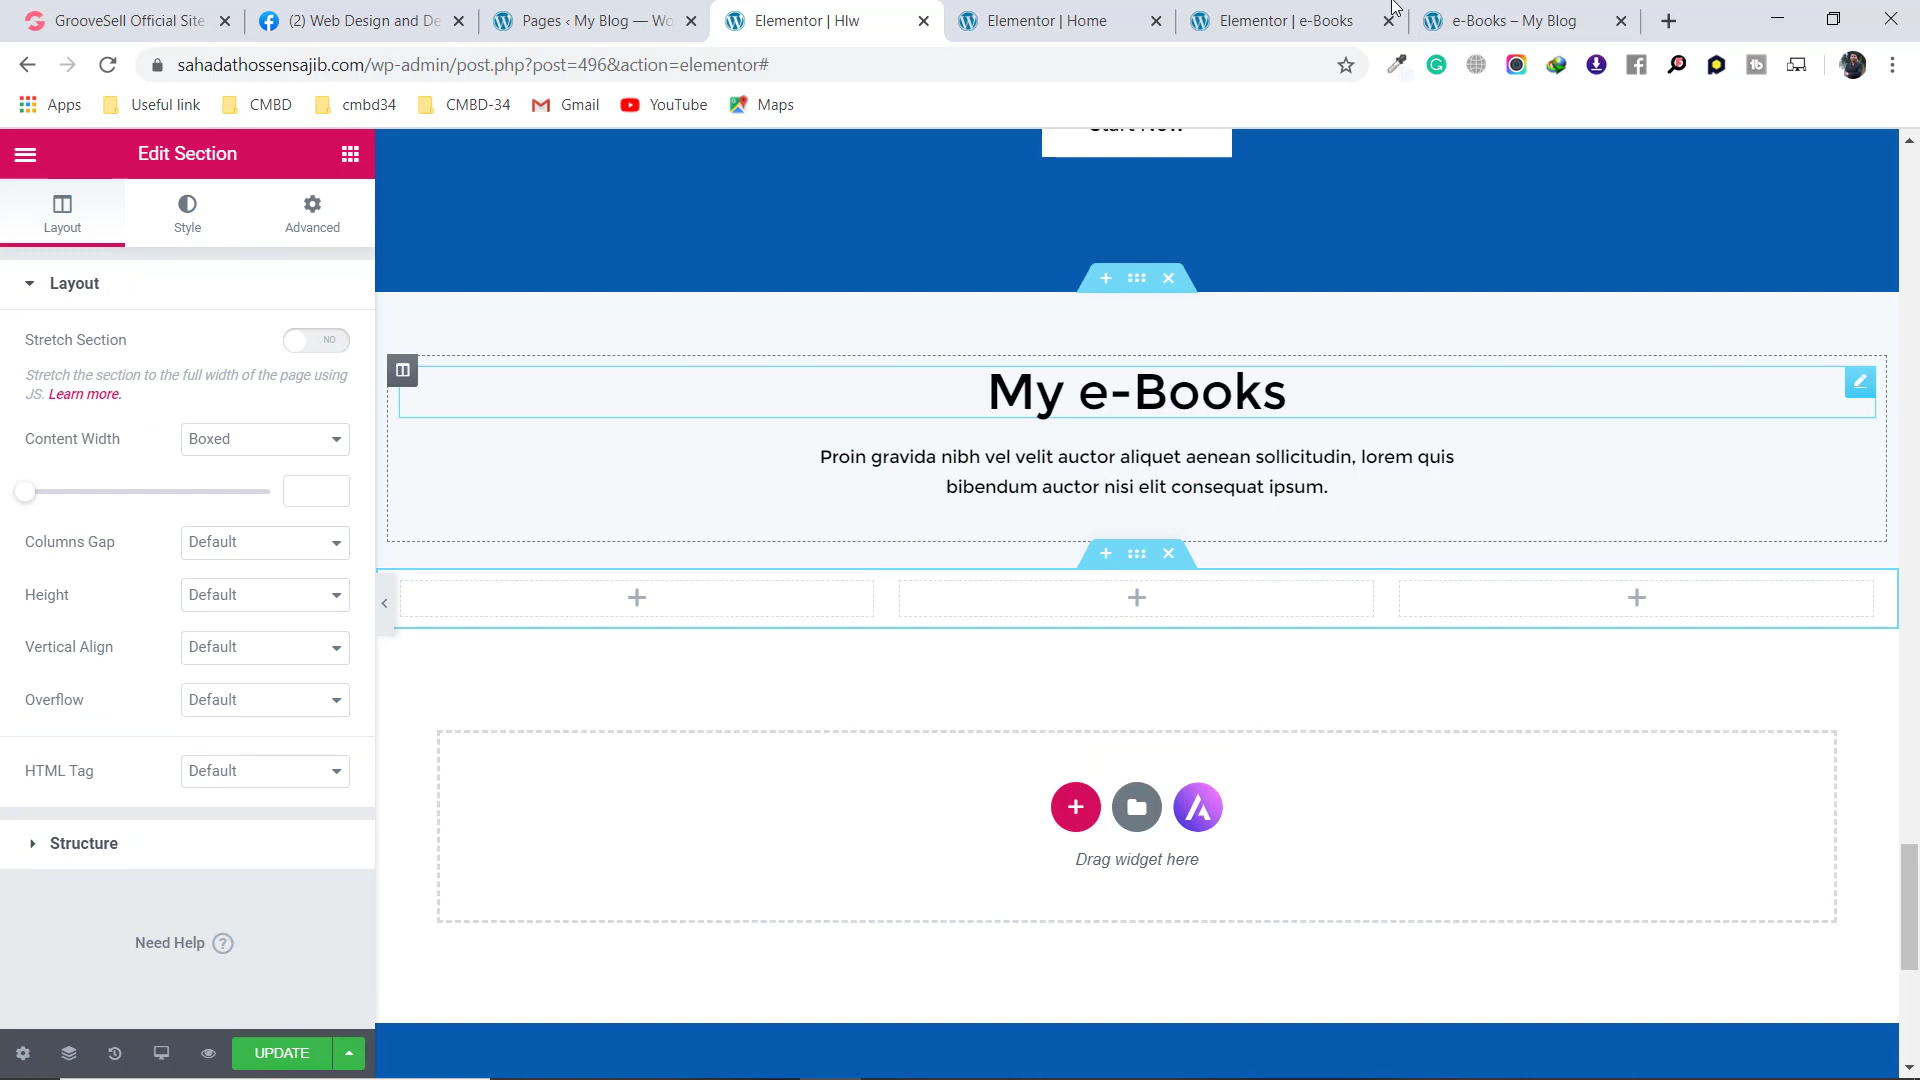 GrooveSell Official Site
(2) Web Design and De
Pages ‹ My Blog — Wo
Elementor | Hlw
Elementor | Home
Elementor | e-Books
e-Books – My Blog
sahadathossensajib.com/wp-admin/post.php?post=496&action=elementor#
Apps
Useful link
CMBD
cmbd34
CMBD-34
Gmail
YouTube
Maps
Edit Section
Layout
Style
Advanced
Layout
Stretch Section
NO
Stretch the section to the full width of the page using
JS. Learn more.
Content Width
Boxed
Columns Gap
Default
Height
Default
Vertical Align
Default
Overflow
Default
HTML Tag
Default
Structure
Need Help ?
UPDATE
Start Now
My e-Books
Proin gravida nibh vel velit auctor aliquet aenean sollicitudin, lorem quis
bibendum auctor nisi elit consequat ipsum.
Drag widget here